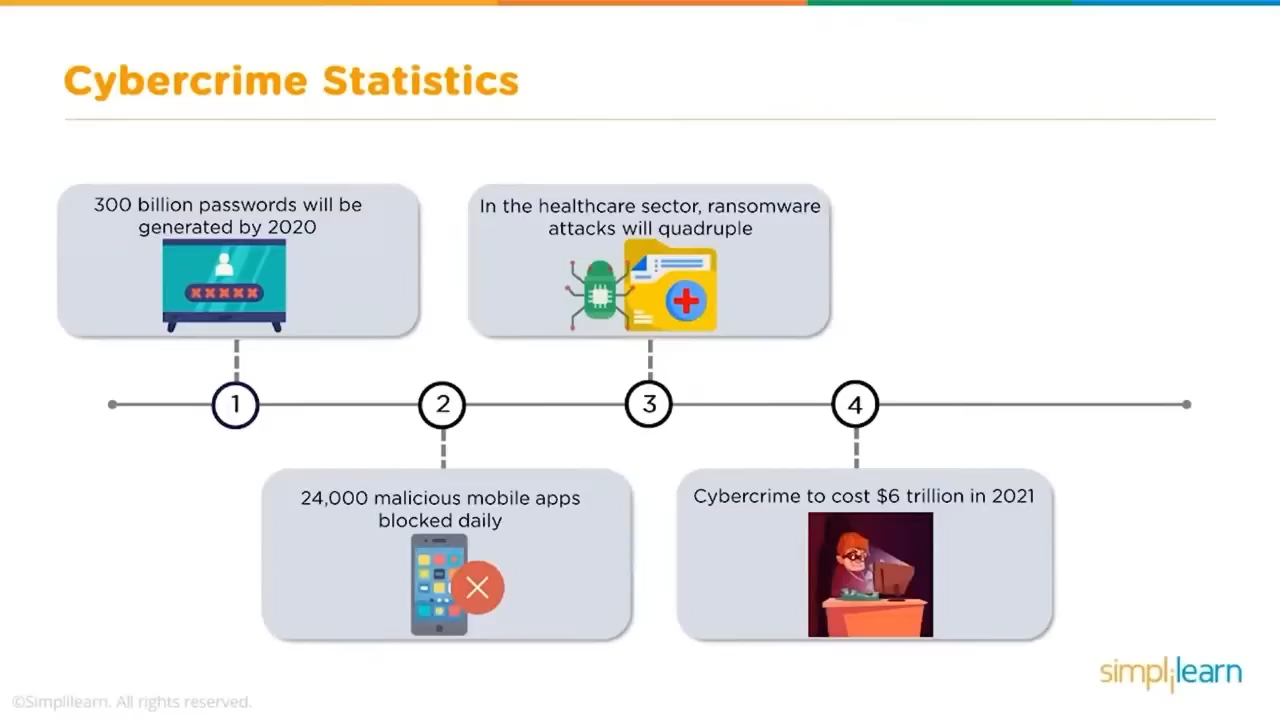 Cybercrime Statistics
300 billion passwords will be
generated by 2020
In the healthcare sector, ransomware
attacks will quadruple
1
2
3
4
24,000 malicious mobile apps
blocked daily
Cybercrime to cost $6 trillion in 2021
simplilearn
©Simplilearn. All rights reserved.